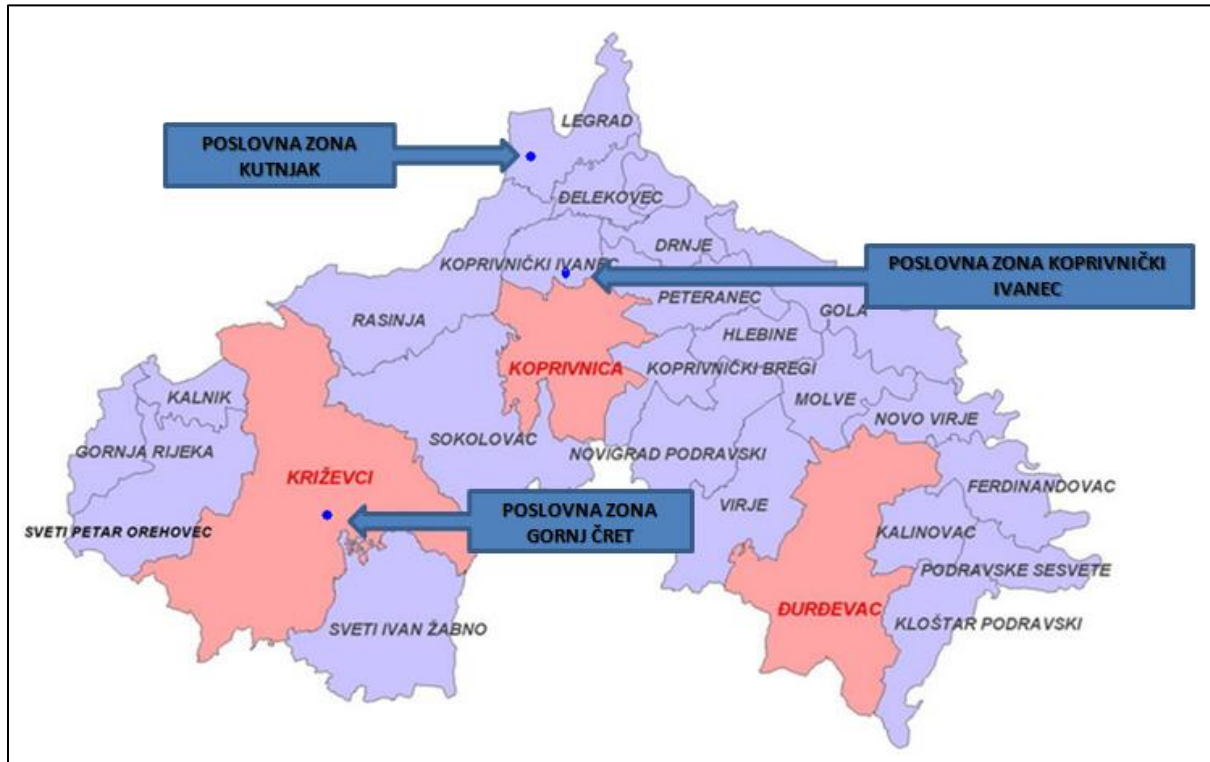 LEGRAD
POSLOVNA ZONA
KUTNJAK
ĐELEKOVEC
DRNJE
KOPRIVNIČKI IVANEC
POSLOVNA ZONA KOPRIVNIČKI
IVANEC
PETERANEC
GOLA
RASINJA
HLEBINE
KOPRIVNICA
KOPRIVNIČKI BREGI
KALNIK
MOLVE
NOVO VIRJE
SOKOLOVAC
GORNJA RIJEKA
NOVIGRAD PODRAVSKI
KRIŽEVCI
FERDINANDOVAC
VIRJE
POSLOVNA ZONA
GORNJ ČRET
SVETI PETAR OREHOVEC
KALINOVAC
PODRAVSKE SESVETE
ĐURĐEVAC
KLOŠTAR PODRAVSKI
SVETI IVAN ŽABNO